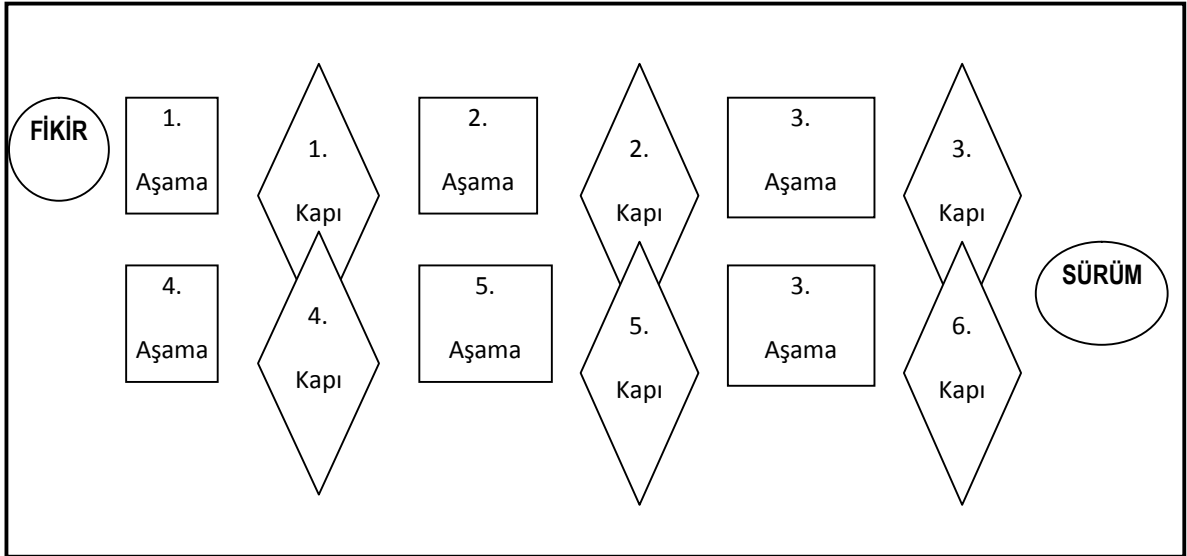 FİKİR
1.
Aşama
1.
Kapı
2.
Aşama
2.
Kapı
3.
Aşama
3.
Kapı
4.
Aşama
4.
Kapı
5.
Aşama
5.
Kapı
3.
Aşama
6.
Kapı
SÜRÜM